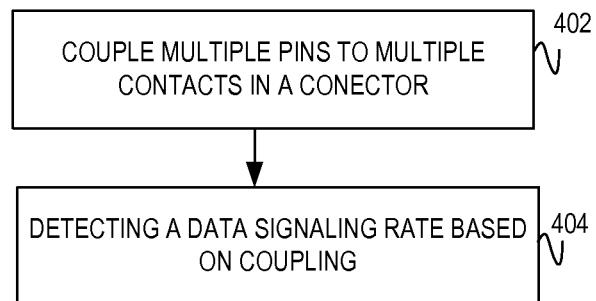 402
COUPLE MULTIPLE PINS TO MULTIPLE
CONTACTS IN A CONECTOR
404
DETECTING A DATA SIGNALING RATE BASED
ON COUPLING